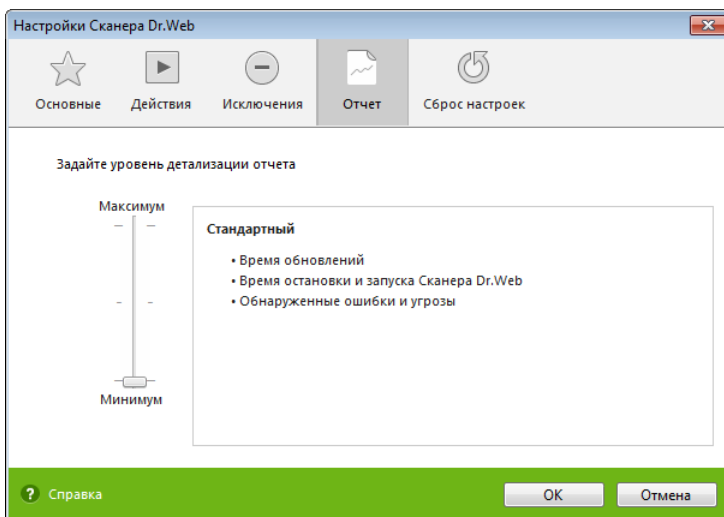 Настройки Сканера Dr.Web
Основные
Действия
Исключения
Отчет
Сброс настроек
Задайте уровень детализации отчета
Максимум
Минимум
Стандартный
• Время обновлений
• Время остановки и запуска Сканера Dr.Web
• Обнаруженные ошибки и угрозы
? Справка
OK
Отмена